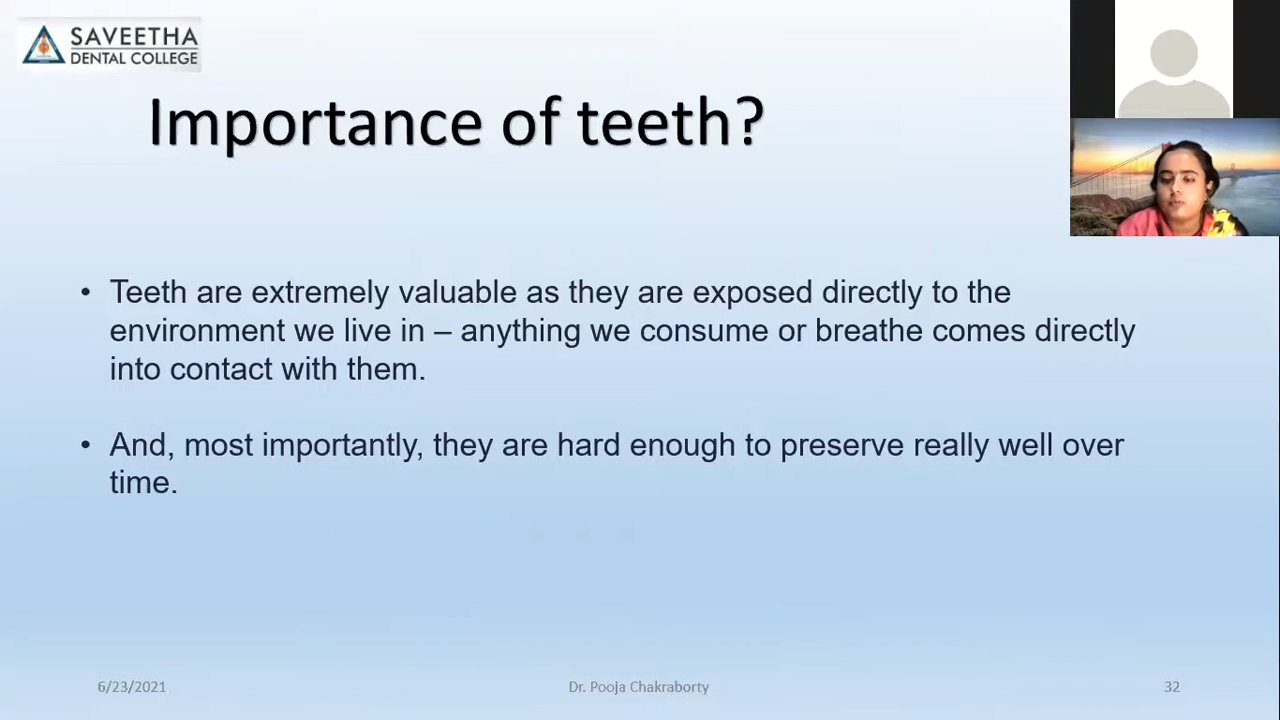 SAVEETHA
DENTAL COLLEGE
Importance of teeth?
• Teeth are extremely valuable as they are exposed directly to the
environment we live in – anything we consume or breathe comes directly
into contact with them.
• And, most importantly, they are hard enough to preserve really well over
time.
6/23/2021
Dr. Pooja Chakraborty
32